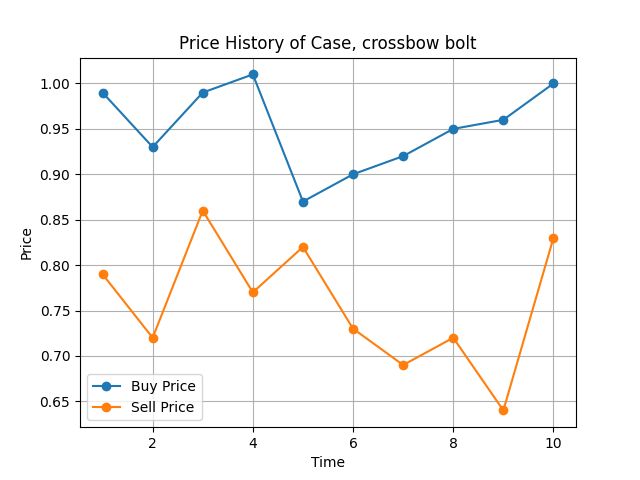 Price History of Case, crossbow bolt
1.00
0.95
0.90
0.85
0.80
0.75
0.70
0.65
Price
Buy Price
Sell Price
2 4 6 8 10
Time